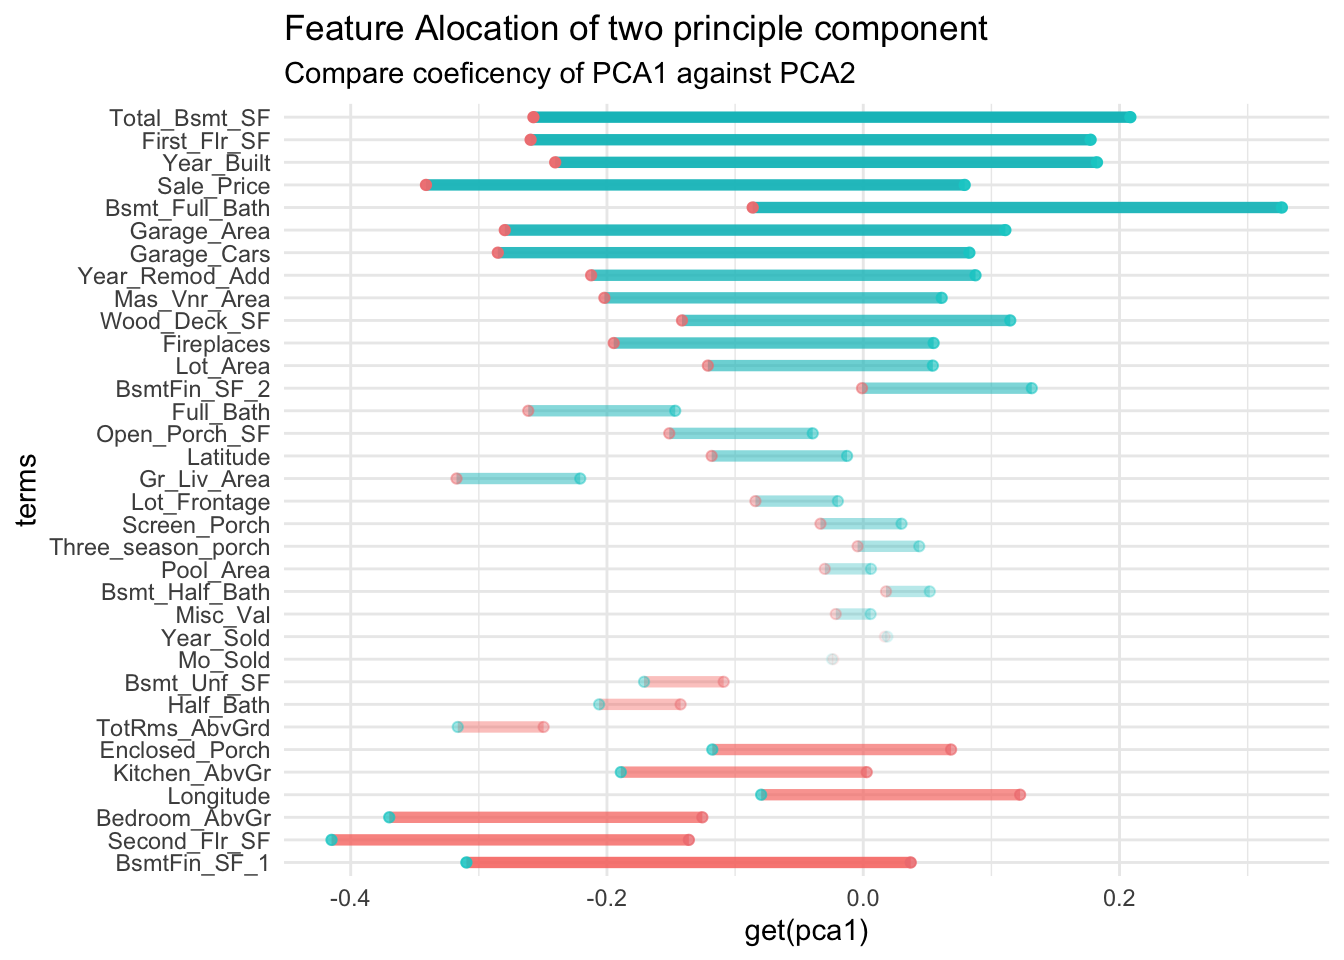 Feature Alocation of two principle component
Compare coeficency of PCA1 against PCA2
Total_Bsmt_SF
First_Flr_SF
Year_Built
Sale_Price
Bsmt_Full_Bath
Garage_Area
Garage_Cars
Year_Remod_Add
Mas_Vnr_Area
Wood_Deck_SF
Fireplaces
Lot_Area
BsmtFin_SF_2
Full_Bath
Open_Porch_SF
Latitude
Gr_Liv_Area
Lot_Frontage
Screen_Porch
Three_season_porch
Pool_Area
Bsmt_Half_Bath
Misc_Val
Year_Sold
Mo_Sold
Bsmt_Unf_SF
Half_Bath
TotRms_AbvGrd
Enclosed_Porch
Kitchen_AbvGr
Longitude
Bedroom_AbvGr
Second_Flr_SF
BsmtFin_SF_1
terms
-0.4 -0.2 0.0 0.2
get(pca1)